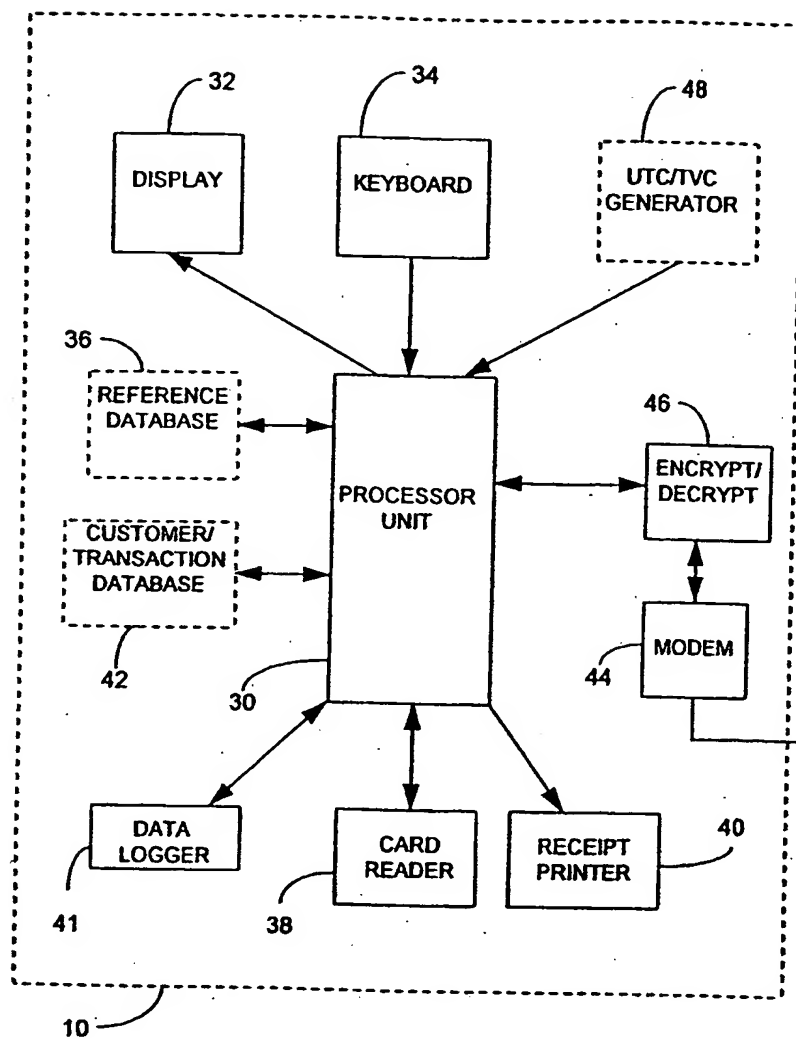 32
34
48
DISPLAY
KEYBOARD
UTC/TVC
GENERATOR
36
REFERENCE
DATABASE
46
ENCRYPT/
DECRYPT
PROCESSOR
UNIT
CUSTOMER/
TRANSACTION
DATABASE
MODEM
42
30
44
DATA
LOGGER
CARD
READER
RECEIPT
PRINTER
40
41
38
10